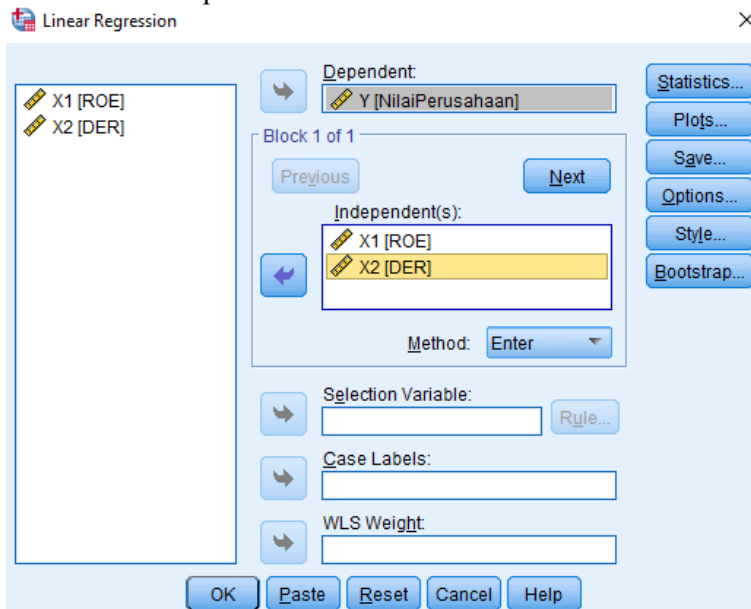 Linear Regression
X1 [ROE]
X2 [DER]
Dependent:
Y [NilaiPerusahaan]
Block 1 of 1
Previous
Next
Independent(s):
X1 [ROE]
X2 [DER]
Method: Enter
Selection Variable:
Rule...
Case Labels:
WLS Weight:
Statistics...
Plots...
Save...
Options...
Style...
Bootstrap...
OK Paste Reset Cancel Help